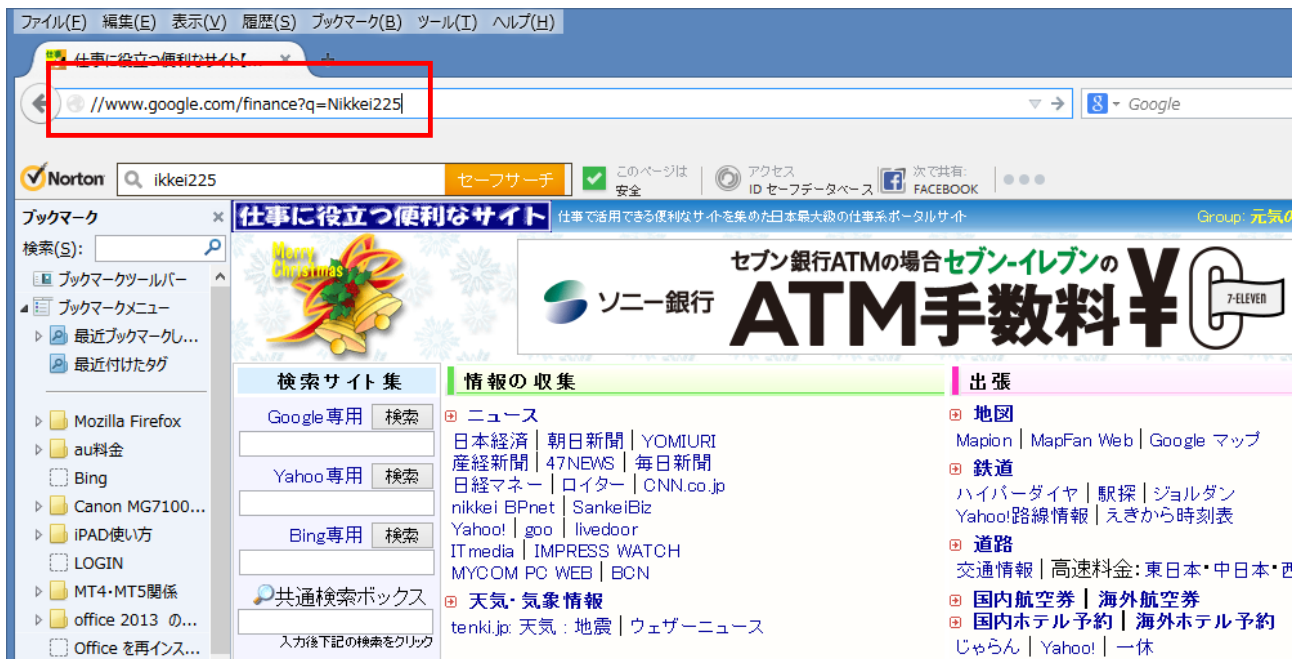 ファイル(F) 編集(E) 表示(V) 履歴(S) ブックマーク(B) ツール(T) ヘルプ(H)
仕事に役立つ便利なサイト【... × +
//www.google.com/finance?q=Nikkei225
8 Google
Norton ikkei225 セーフサーチ このページは 安全 アクセス ID セーフデータベース 次で共有: FACEBOOK
ブックマーク ×
検索(S):
ブックマークツールバー
ブックマークメニュー
最近ブックマークし...
最近付けたタグ
Mozilla Firefox
au料金
Bing
Canon MG7100...
iPAD使い方
LOGIN
MT4・MT5関係
office 2013 の...
Office を再インス...
仕事に役立つ便利なサイト 仕事で活用できる便利なサイトを集めた日本最大級の仕事系ポータルサイト Group: 元気の
Merry
Christmas
ソニー銀行
セブン銀行ATMの場合セブン-イレブンの
ATM手数料¥0
7-ELEVEN
検索サイト集
Google専用 検索
Yahoo専用 検索
Bing専用 検索
共通検索ボックス
入力後下記の検索をクリック
情報の収集
ニュース
日本経済 | 朝日新聞 | YOMIURI
産経新聞 | 47NEWS | 毎日新聞
日経マネー | ロイター | CNN.co.jp
nikkei BPnet | SankeiBiz
Yahoo! | goo | livedoor
ITmedia | IMPRESS WATCH
MYCOM PC WEB | BCN
天気・気象情報
tenki.jp: 天気 : 地震 | ウェザーニュース
出張
地図
Mapion | MapFan Web | Google マップ
鉄道
ハイパーダイヤ | 駅探 | ジョルダン
Yahoo!路線情報 | えきから時刻表
道路
交通情報 | 高速料金: 東日本・中日本・西
国内航空券 | 海外航空券
国内ホテル予約 | 海外ホテル予約
じゃらん | Yahoo! | 一休